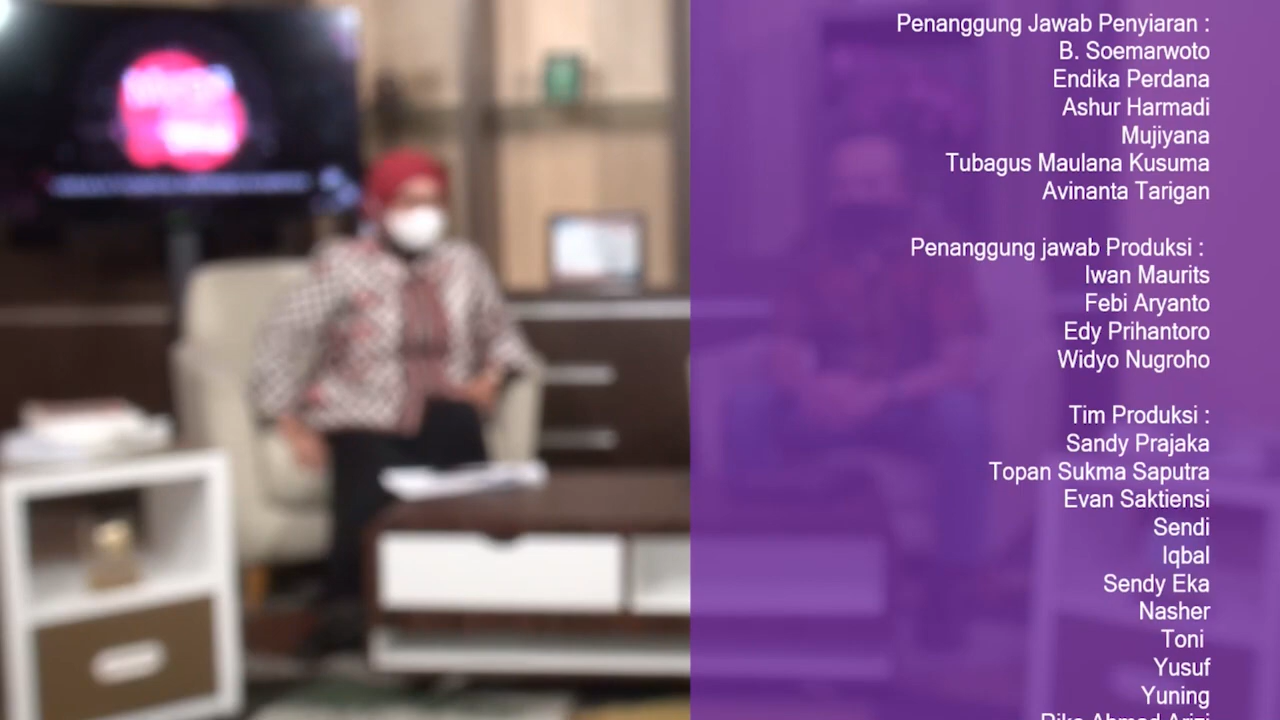 Penanggung Jawab Penyiaran :
B. Soemarwoto
Endika Perdana
Ashur Harmadi
Mujiyana
Tubagus Maulana Kusuma
Avinanta Tarigan
Penanggung jawab Produksi :
Iwan Maurits
Febi Aryanto
Edy Prihantoro
Widyo Nugroho
Tim Produksi :
Sandy Prajaka
Topan Sukma Saputra
Evan Saktiensi
Sendi
Iqbal
Sendy Eka
Nasher
Toni
Yusuf
Yuning